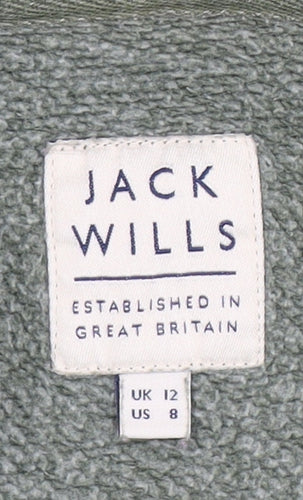 JACK
WILLS
ESTABLISHED IN
GREAT BRITAIN
UK 12
US 8